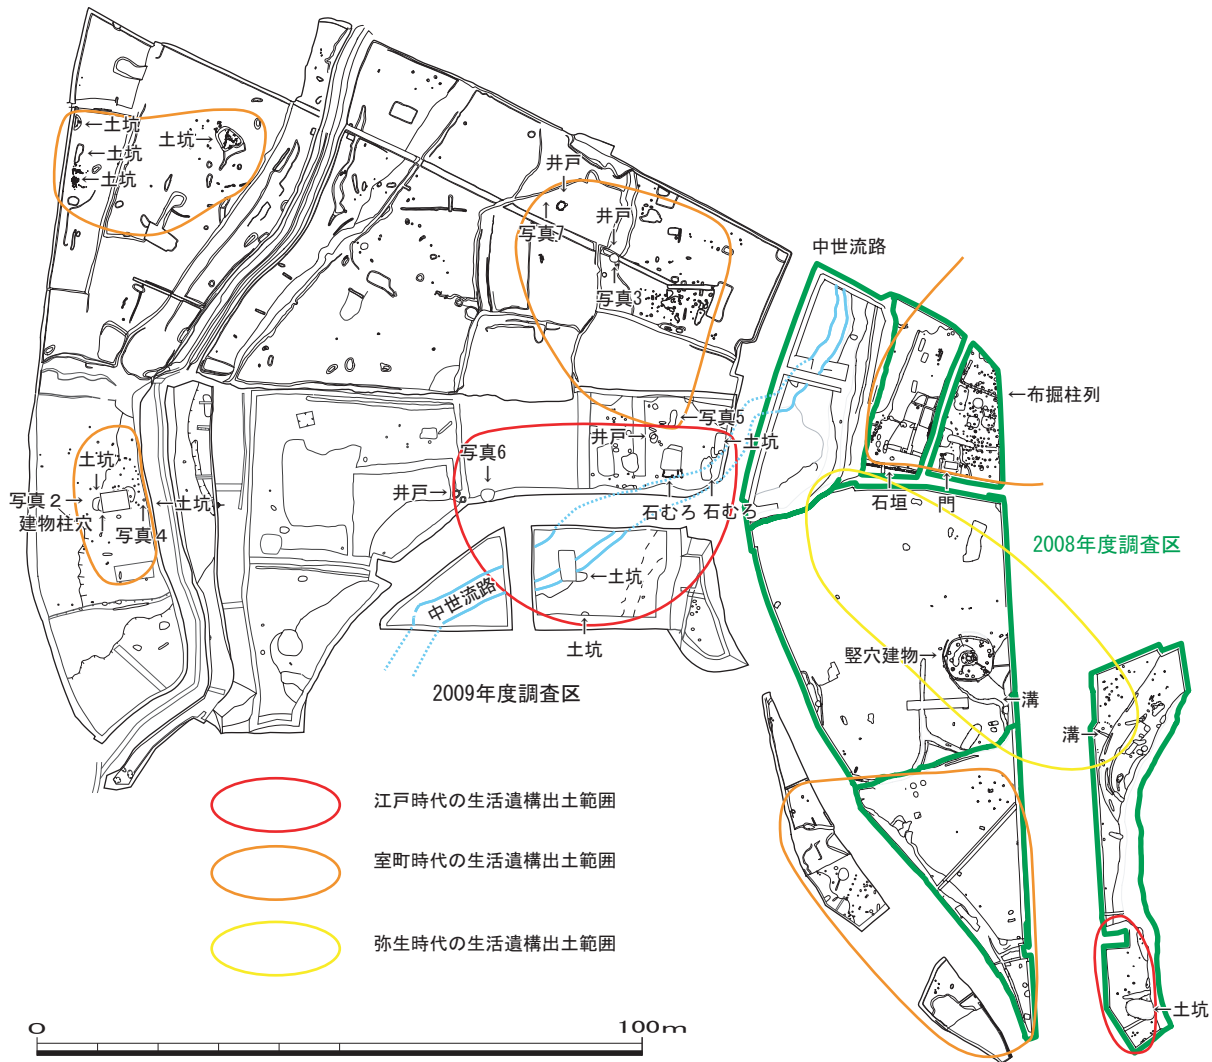 ←土坑
土坑→
←土坑
←土坑
井戸
↓
井戸
↓
↑
写真7
↑
写真3
中世流路
←布掘柱列
←写真5
井戸→
←土坑
写真6
↓
井戸→
↑
石むろ
↑
石むろ
↑
石垣
↑
門
土坑
↓
写真２→
←土坑
↑
建物柱穴
↑
写真４
2008年度調査区
←土坑
中世流路
↑
土坑
竪穴建物→
←溝
2009年度調査区
溝→
江戸時代の生活遺構出土範囲
室町時代の生活遺構出土範囲
弥生時代の生活遺構出土範囲
←土坑
0
100m